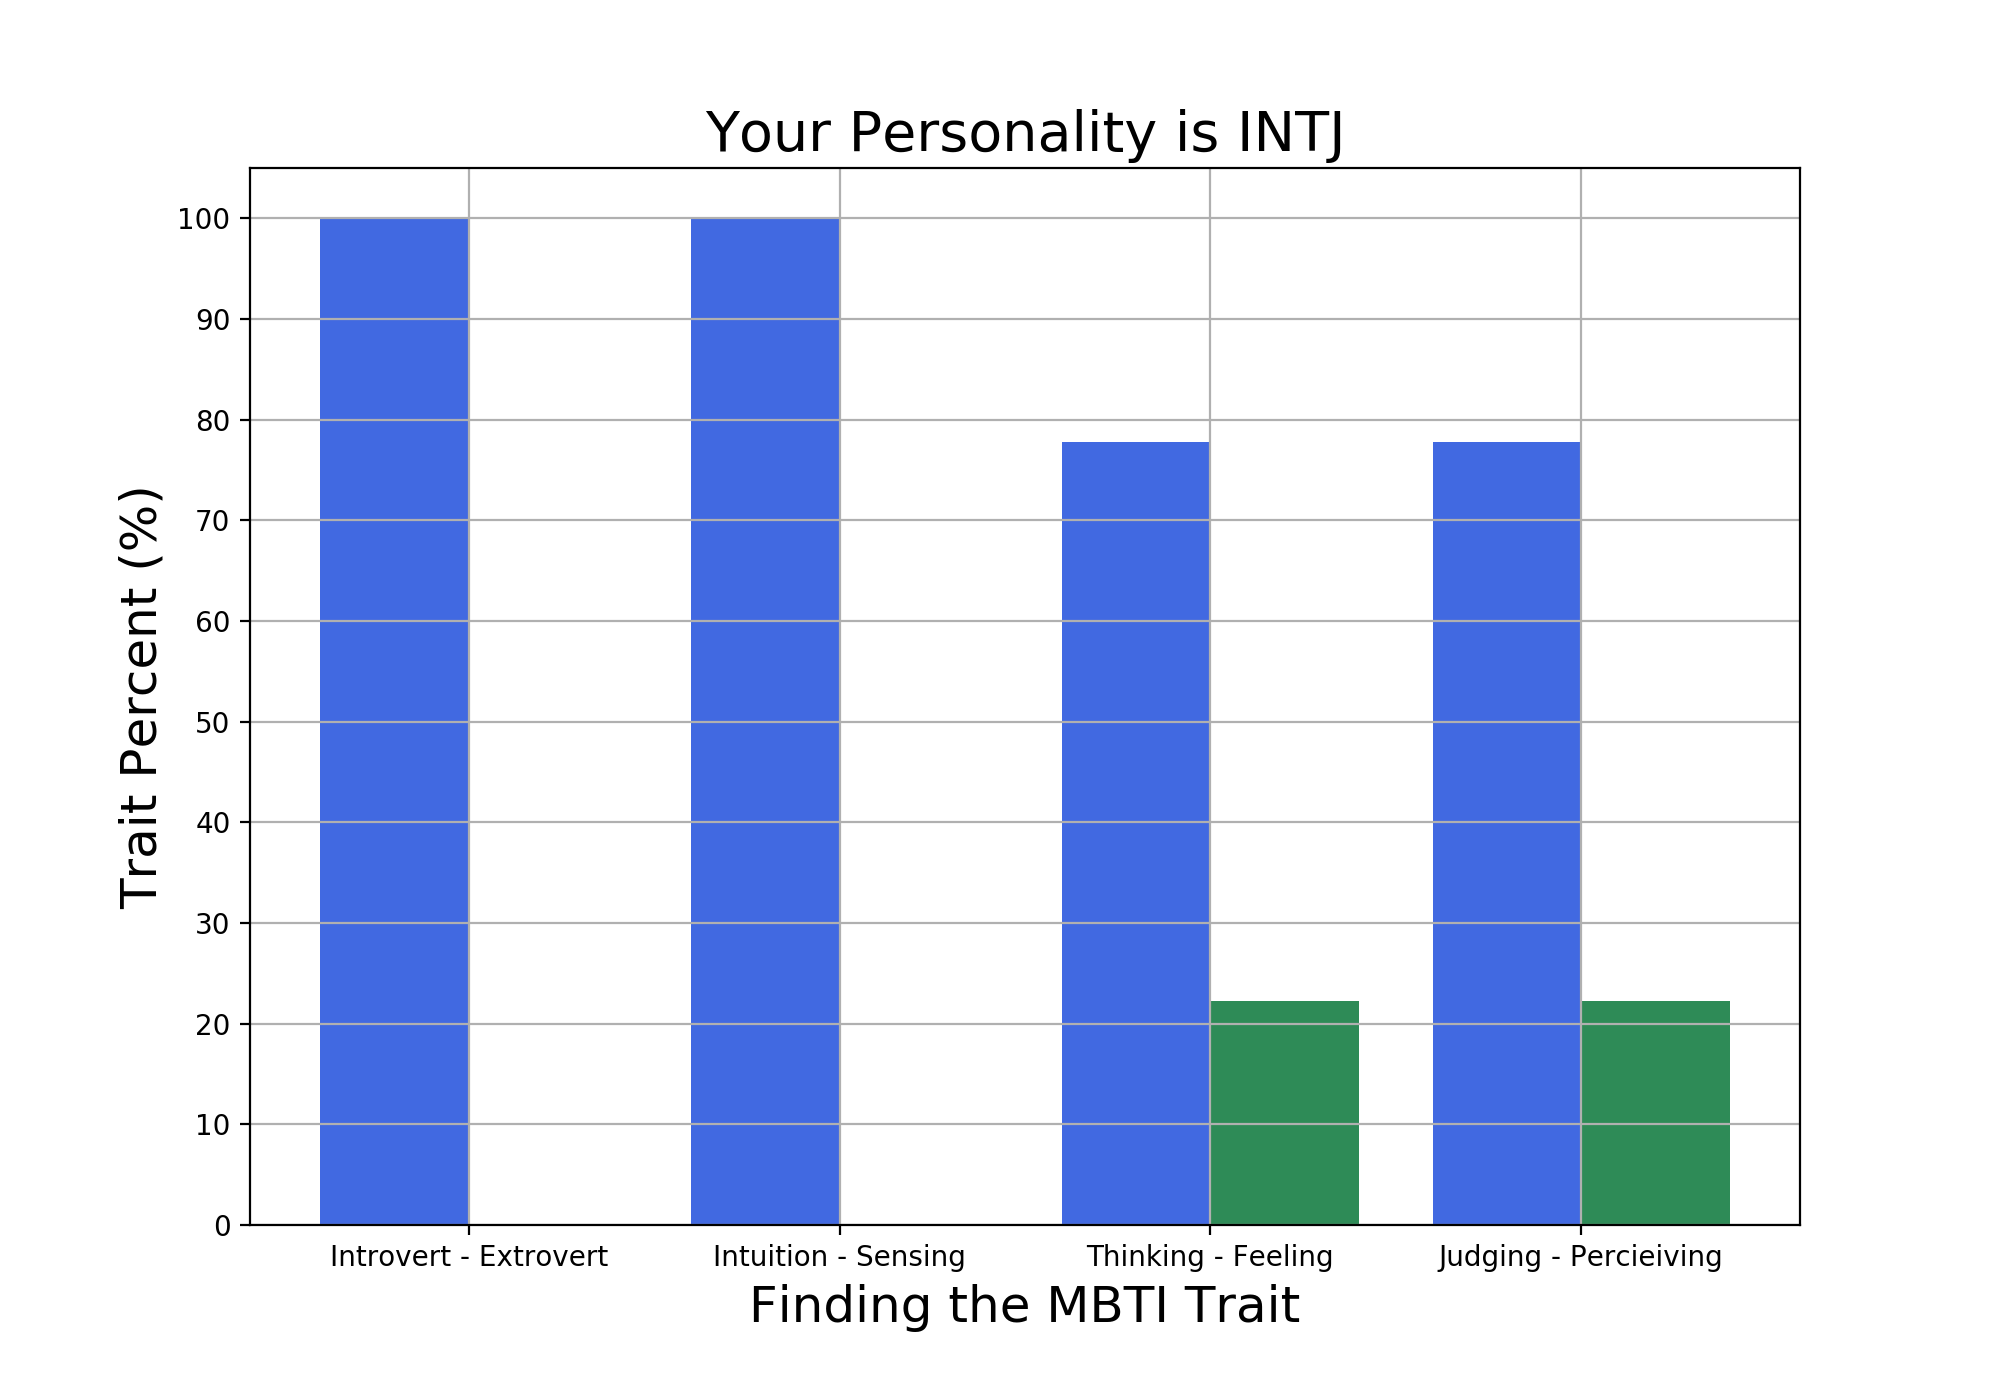 Your Personality is INTJ
Trait Percent (%)
100
90
80
70
60
50
40
30
20
10
0
Introvert - Extrovert
Intuition - Sensing
Thinking - Feeling
Judging - Percieiving
Finding the MBTI Trait